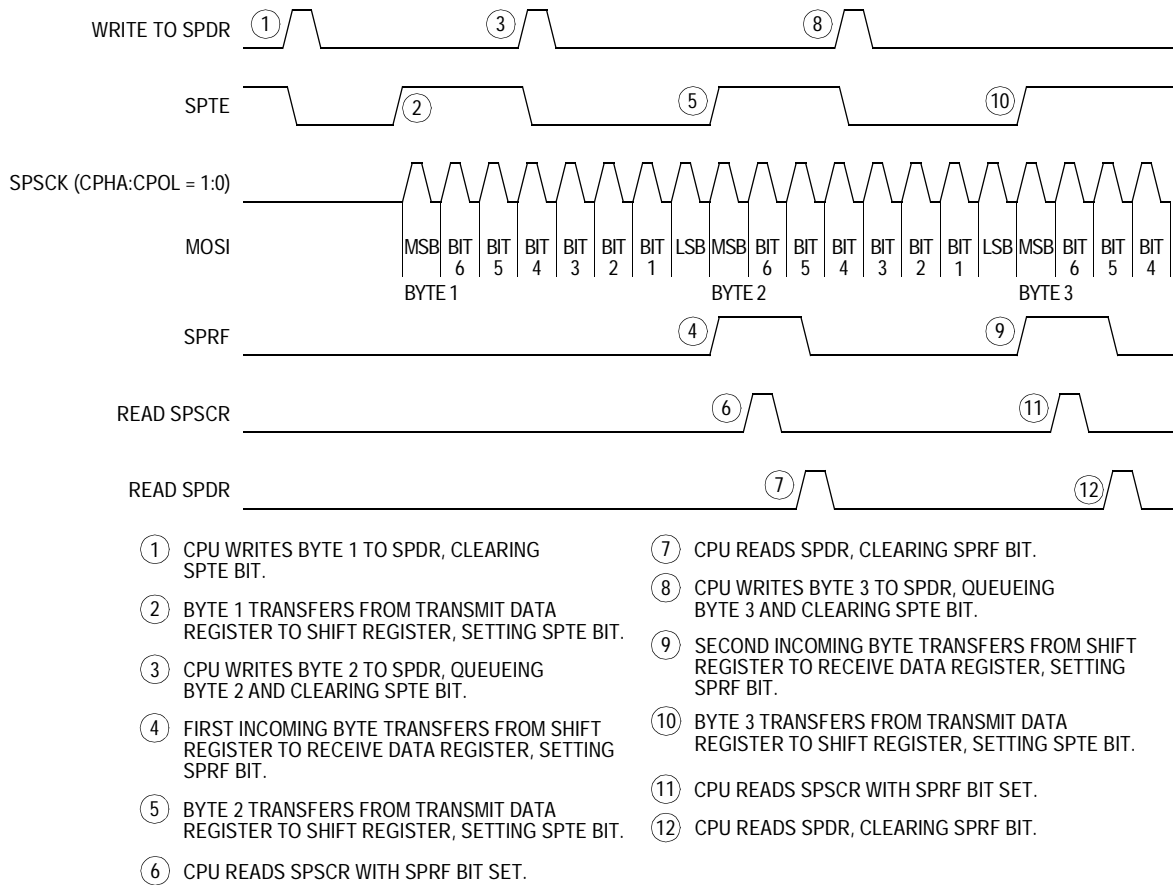 WRITE TO SPDR 1 3 8
SPTE 2 5 10
SPSCK (CPHA:CPOL = 1:0)
MOSI MSB BIT 6 BIT 5 BIT 4 BIT 3 BIT 2 BIT 1 LSB MSB BIT 6 BIT 5 BIT 4 BIT 3 BIT 2 BIT 1 LSB MSB BIT 6 BIT 5 BIT 4
BYTE 1 BYTE 2 BYTE 3
SPRF 4 9
READ SPSCR 6 11
READ SPDR 7 12
1 CPU WRITES BYTE 1 TO SPDR, CLEARING
SPTE BIT.
2 BYTE 1 TRANSFERS FROM TRANSMIT DATA
REGISTER TO SHIFT REGISTER, SETTING SPTE BIT.
3 CPU WRITES BYTE 2 TO SPDR, QUEUEING
BYTE 2 AND CLEARING SPTE BIT.
4 FIRST INCOMING BYTE TRANSFERS FROM SHIFT
REGISTER TO RECEIVE DATA REGISTER, SETTING
SPRF BIT.
5 BYTE 2 TRANSFERS FROM TRANSMIT DATA
REGISTER TO SHIFT REGISTER, SETTING SPTE BIT.
6 CPU READS SPSCR WITH SPRF BIT SET.
7 CPU READS SPDR, CLEARING SPRF BIT.
8 CPU WRITES BYTE 3 TO SPDR, QUEUEING
BYTE 3 AND CLEARING SPTE BIT.
9 SECOND INCOMING BYTE TRANSFERS FROM SHIFT
REGISTER TO RECEIVE DATA REGISTER, SETTING
SPRF BIT.
10 BYTE 3 TRANSFERS FROM TRANSMIT DATA
REGISTER TO SHIFT REGISTER, SETTING SPTE BIT.
11 CPU READS SPSCR WITH SPRF BIT SET.
12 CPU READS SPDR, CLEARING SPRF BIT.